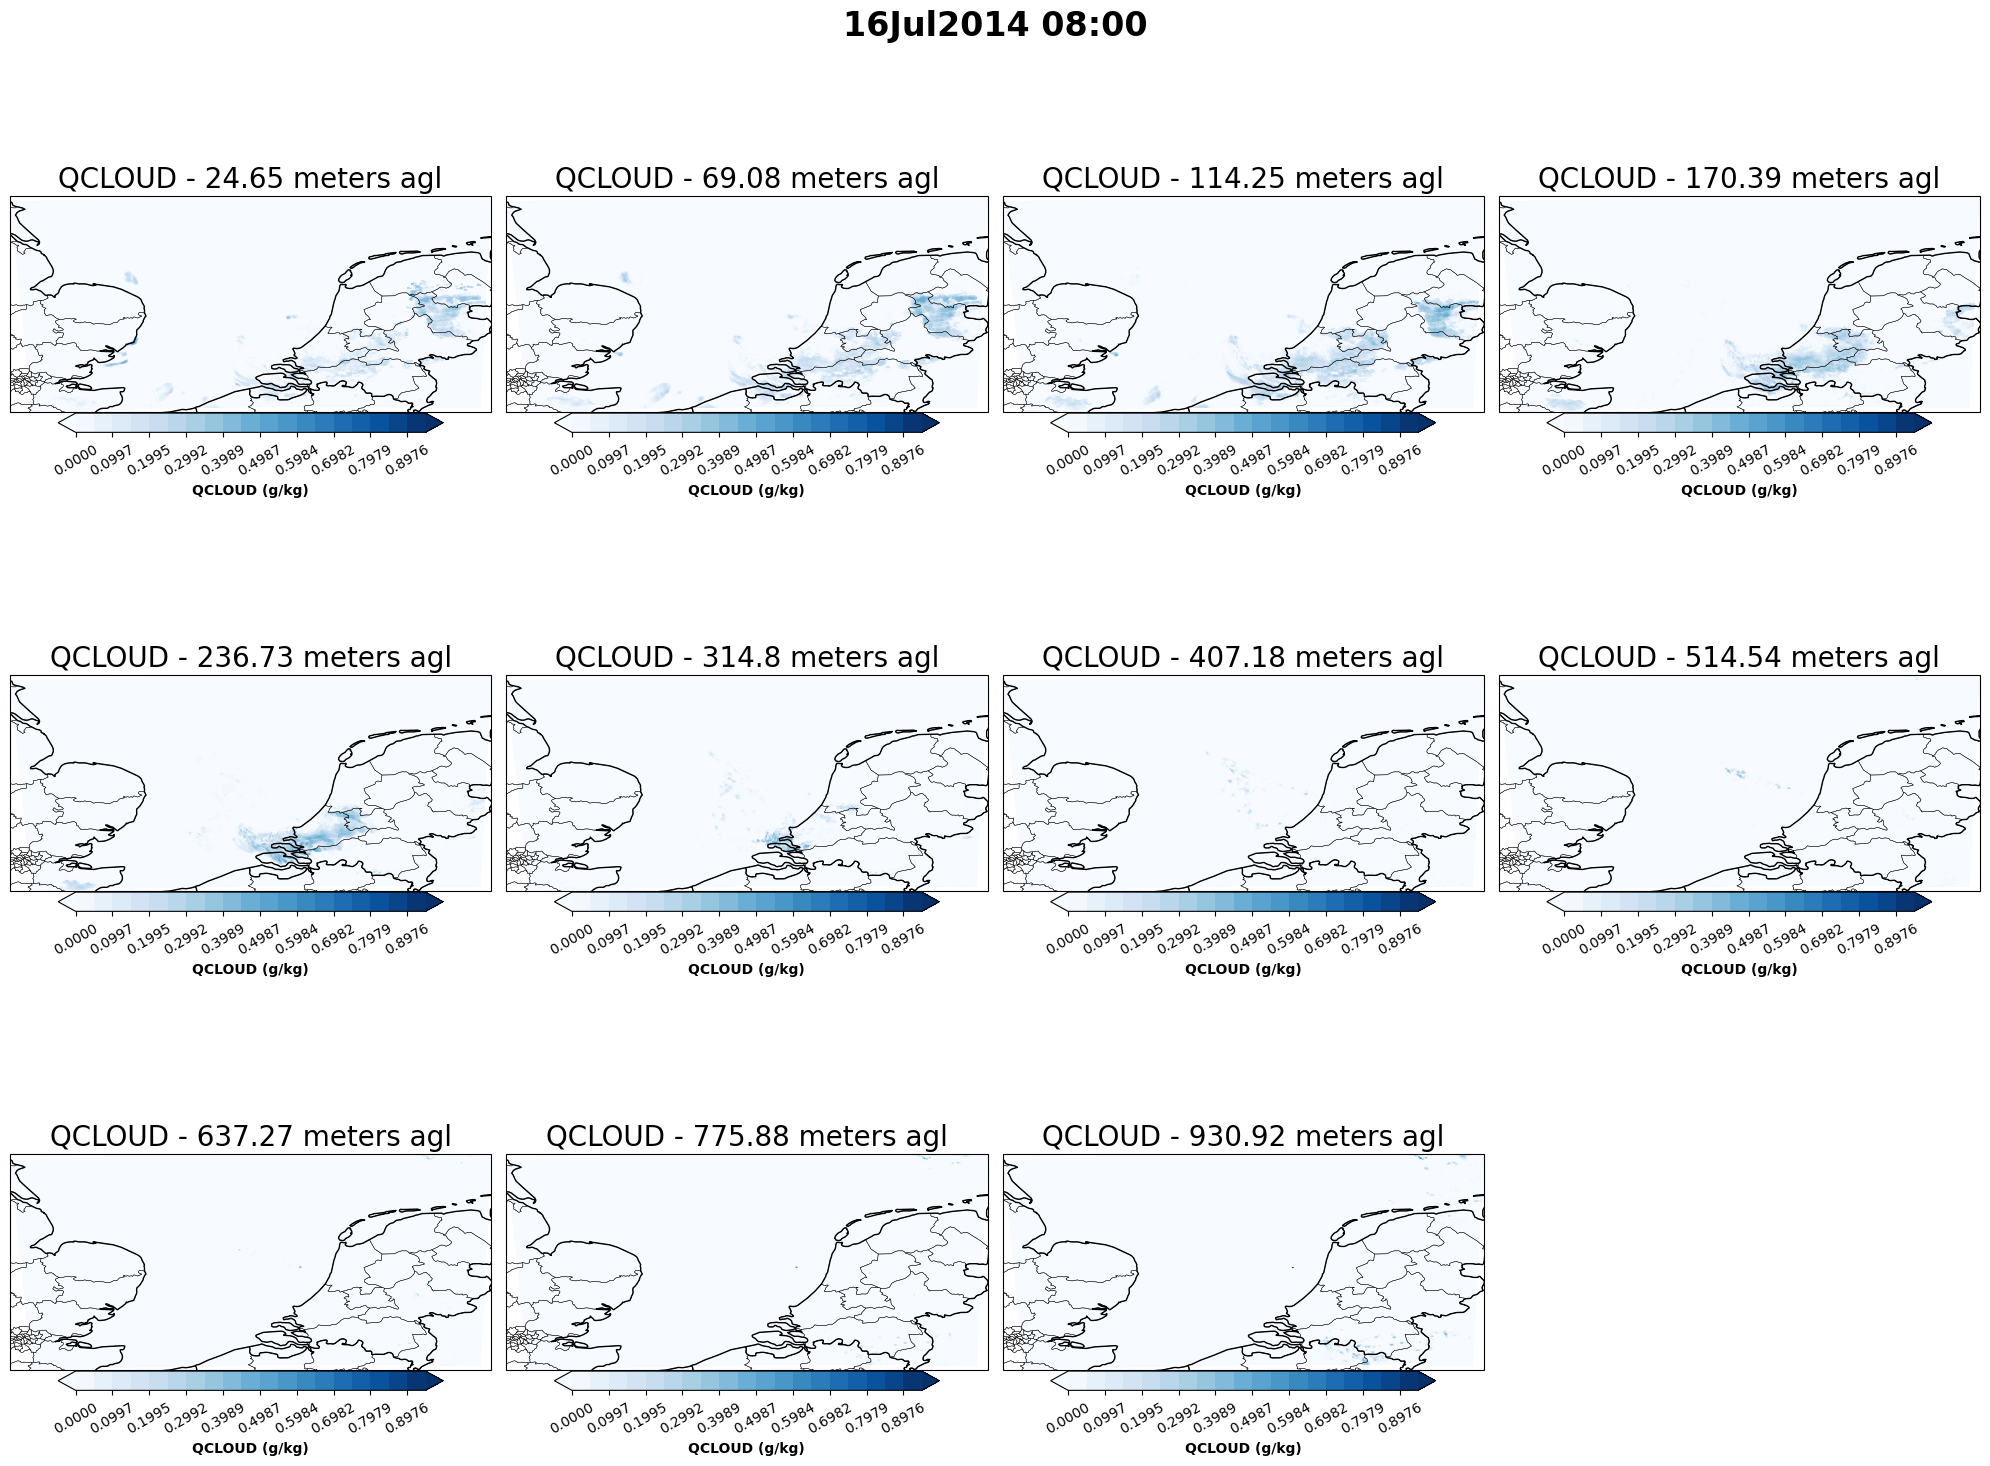 16Jul2014 08:00
QCLOUD - 24.65 meters agl
QCLOUD - 69.08 meters agl
QCLOUD - 114.25 meters agl
QCLOUD - 170.39 meters agl
0.0000 0.0997 0.1995 0.2992 0.3989 0.4987 0.5984 0.6982 0.7979 0.8976
0.0000 0.0997 0.1995 0.2992 0.3989 0.4987 0.5984 0.6982 0.7979 0.8976
0.0000 0.0997 0.1995 0.2992 0.3989 0.4987 0.5984 0.6982 0.7979 0.8976
0.0000 0.0997 0.1995 0.2992 0.3989 0.4987 0.5984 0.6982 0.7979 0.8976
QCLOUD (g/kg)
QCLOUD (g/kg)
QCLOUD (g/kg)
QCLOUD (g/kg)
QCLOUD - 236.73 meters agl
QCLOUD - 314.8 meters agl
QCLOUD - 407.18 meters agl
QCLOUD - 514.54 meters agl
0.0000 0.0997 0.1995 0.2992 0.3989 0.4987 0.5984 0.6982 0.7979 0.8976
0.0000 0.0997 0.1995 0.2992 0.3989 0.4987 0.5984 0.6982 0.7979 0.8976
0.0000 0.0997 0.1995 0.2992 0.3989 0.4987 0.5984 0.6982 0.7979 0.8976
0.0000 0.0997 0.1995 0.2992 0.3989 0.4987 0.5984 0.6982 0.7979 0.8976
QCLOUD (g/kg)
QCLOUD (g/kg)
QCLOUD (g/kg)
QCLOUD (g/kg)
QCLOUD - 637.27 meters agl
QCLOUD - 775.88 meters agl
QCLOUD - 930.92 meters agl
0.0000 0.0997 0.1995 0.2992 0.3989 0.4987 0.5984 0.6982 0.7979 0.8976
0.0000 0.0997 0.1995 0.2992 0.3989 0.4987 0.5984 0.6982 0.7979 0.8976
0.0000 0.0997 0.1995 0.2992 0.3989 0.4987 0.5984 0.6982 0.7979 0.8976
QCLOUD (g/kg)
QCLOUD (g/kg)
QCLOUD (g/kg)